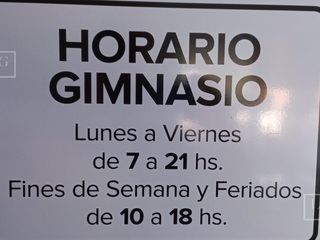 HORARIO
GIMNASIO
Lunes a Viernes
de 7 a 21 hs.
Fines de Semana y Feriados
de 10 a 18 hs.